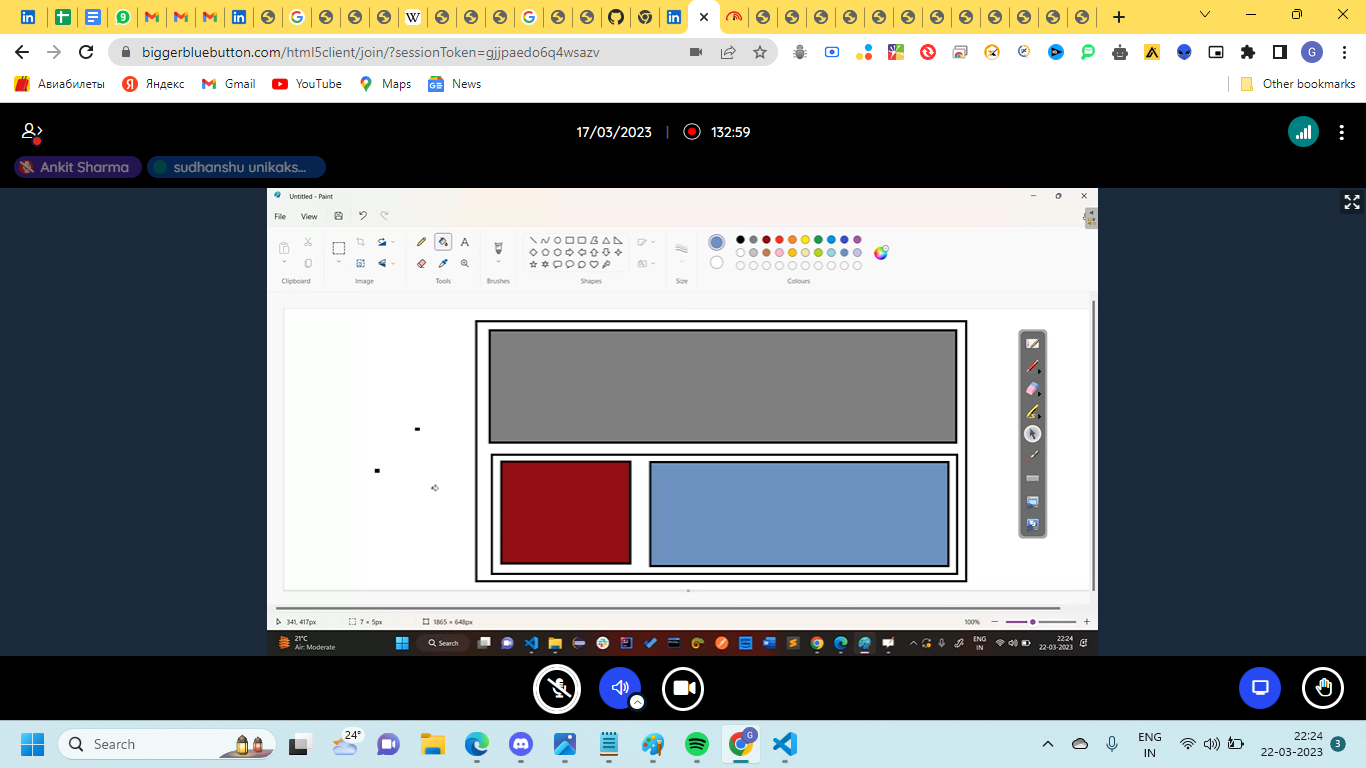 biggerbluebutton.com/html5client/join/?sessionToken=gjjpaedo6q4wsazv
G
Авиабилеты
Яндекс
Gmail
YouTube
Maps
News
Other bookmarks
17/03/2023 | 132:59
Ankit Sharma
sudhanshu unikaks...
Untitled - Paint
File View
Clipboard
Image
Tools
Brushes
Shapes
Size
Colours
341, 417px
7 × 5px
1865 × 648px
100%
21°C
Air: Moderate
Search
ENG
IN
22:24
22-03-2023
Search
24°
G
ENG
IN
22:24
22-03-2023
3